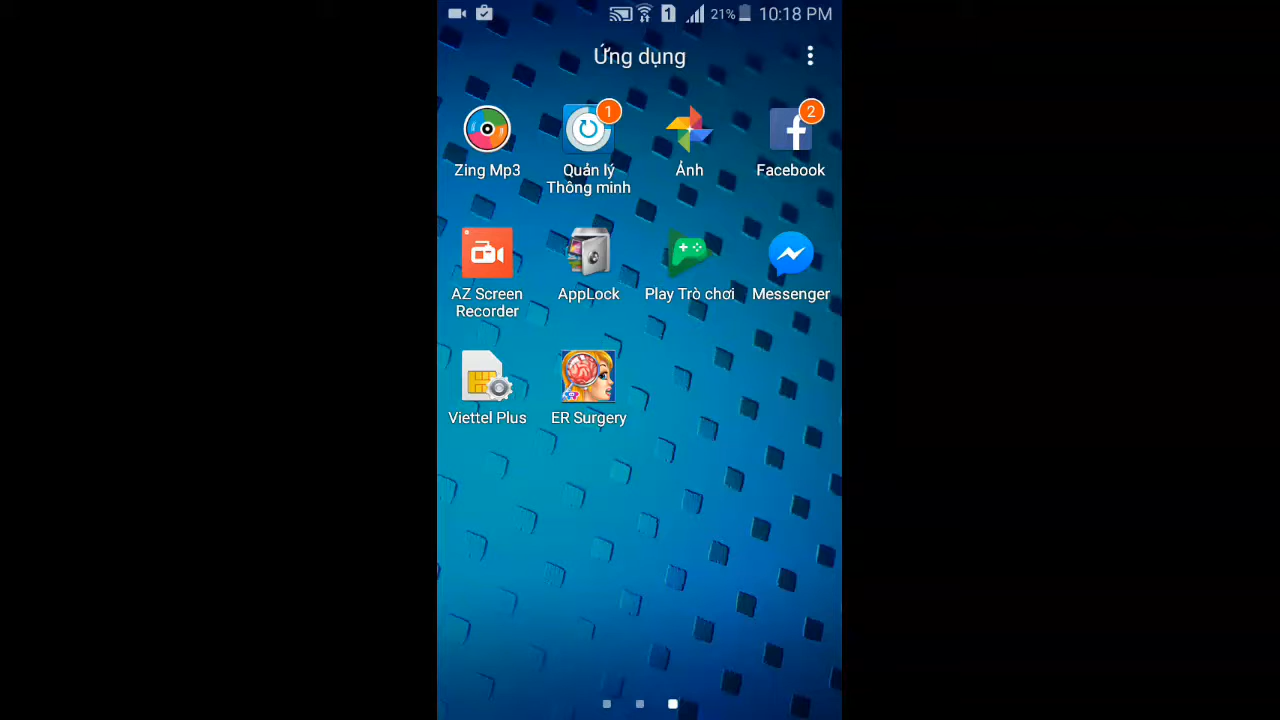 1 21% 10:18 PM
Ứng dụng
1
2
Zing Mp3
Quản lý
Thông minh
Ảnh
Facebook
AZ Screen
Recorder
AppLock
Play Trò chơi
Messenger
Viettel Plus
ER Surgery